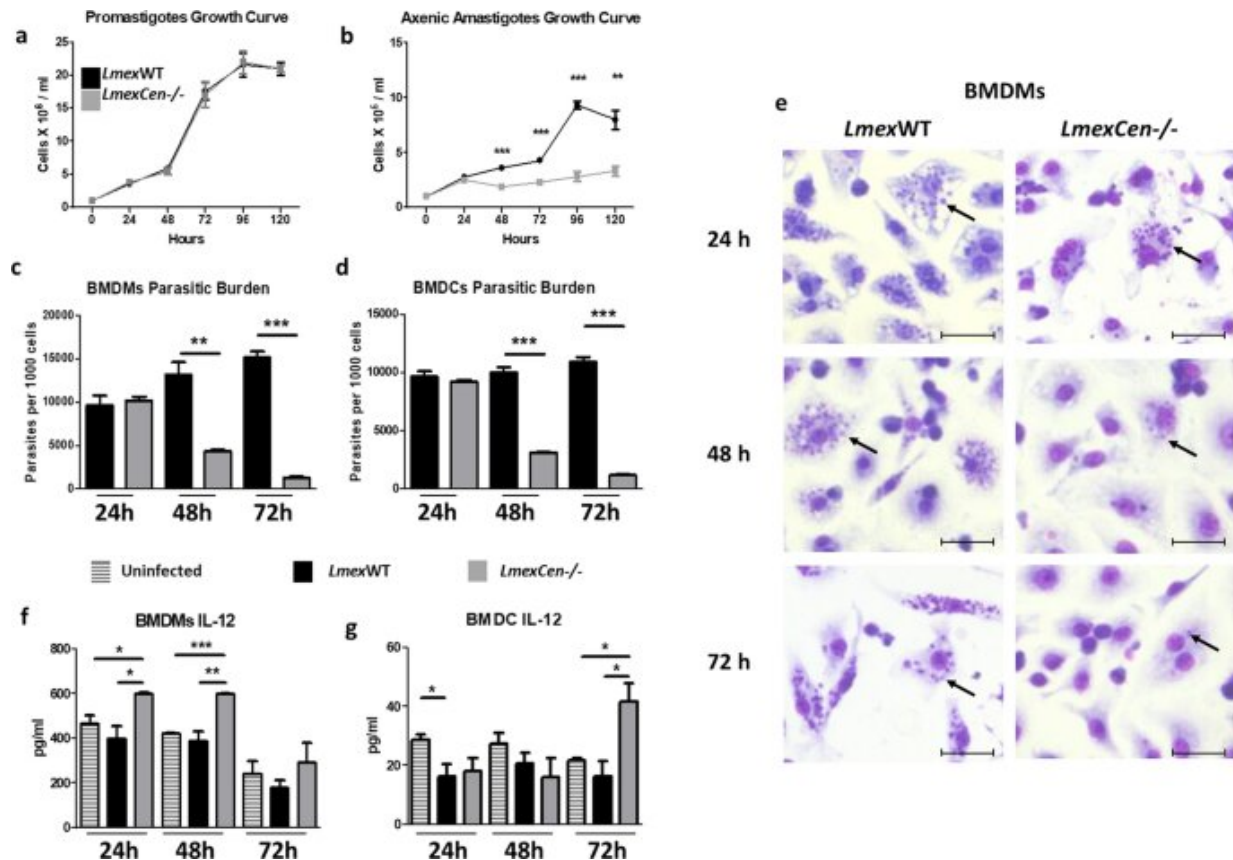 a
Promastigotes Growth Curve
Cells X 10⁶ / ml
25
20
15
10
5
0
LmexWT
LmexCen-/-
0 24 48 72 96 120
Hours
b
Axenic Amastigotes Growth Curve
Cells X 10⁶ / ml
15
10
5
0
*** *** *** **
0 24 48 72 96 120
Hours
c
BMDMs Parasitic Burden
Parasites per 1000 cells
20000
15000
10000
5000
0
** ***
24h 48h 72h
d
BMDCs Parasitic Burden
Parasites per 1000 cells
15000
10000
5000
0
*** ***
24h 48h 72h
e
BMDMs
LmexWT LmexCen-/-
24 h
48 h
72 h
Uninfected LmexWT LmexCen-/-
f
BMDMs IL-12
pg/ml
800
600
400
200
0
* ***
* **
24h 48h 72h
g
BMDC IL-12
pg/ml
60
40
20
0
*
* *
24h 48h 72h